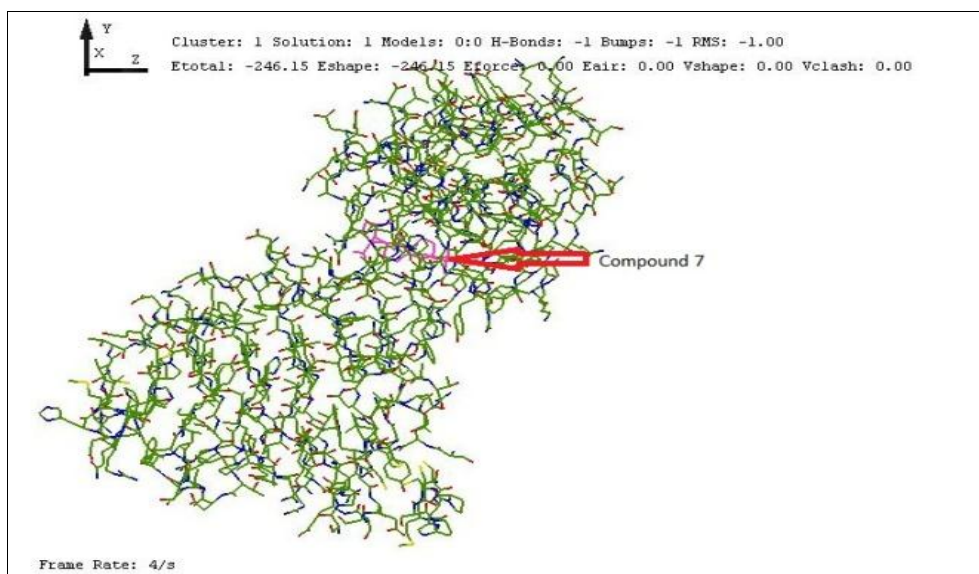 Y
X
Z
Cluster: 1 Solution: 1 Models: 0:0 H-Bonds: -1 Bumps: -1 RMS: -1.00
Etotal: -246.15 Eshape: -246.15 Eforce: 0.00 Eair: 0.00 Vshape: 0.00 Vclash: 0.00
Compound 7
Frame Rate: 4/s